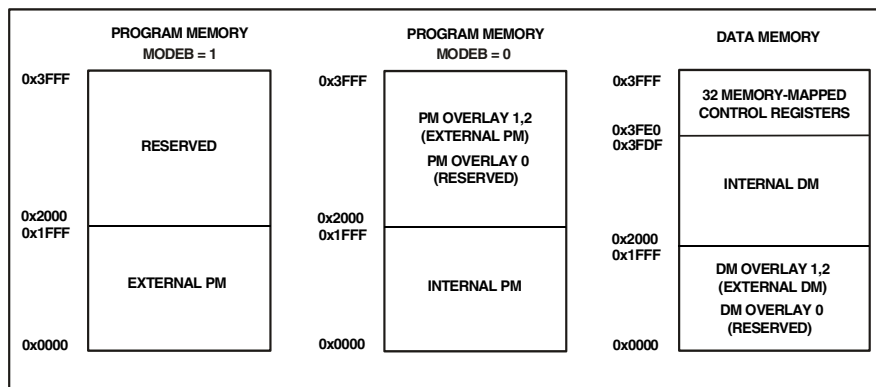 PROGRAM MEMORY
MODEB = 1
0x3FFF
RESERVED
0x2000
0x1FFF
EXTERNAL PM
0x0000
PROGRAM MEMORY
MODEB = 0
0x3FFF
PM OVERLAY 1,2
(EXTERNAL PM)
PM OVERLAY 0
(RESERVED)
0x2000
0x1FFF
INTERNAL PM
0x0000
DATA MEMORY
0x3FFF
32 MEMORY-MAPPED
CONTROL REGISTERS
0x3FE0
0x3FDF
INTERNAL DM
0x2000
0x1FFF
DM OVERLAY 1,2
(EXTERNAL DM)
DM OVERLAY 0
(RESERVED)
0x0000